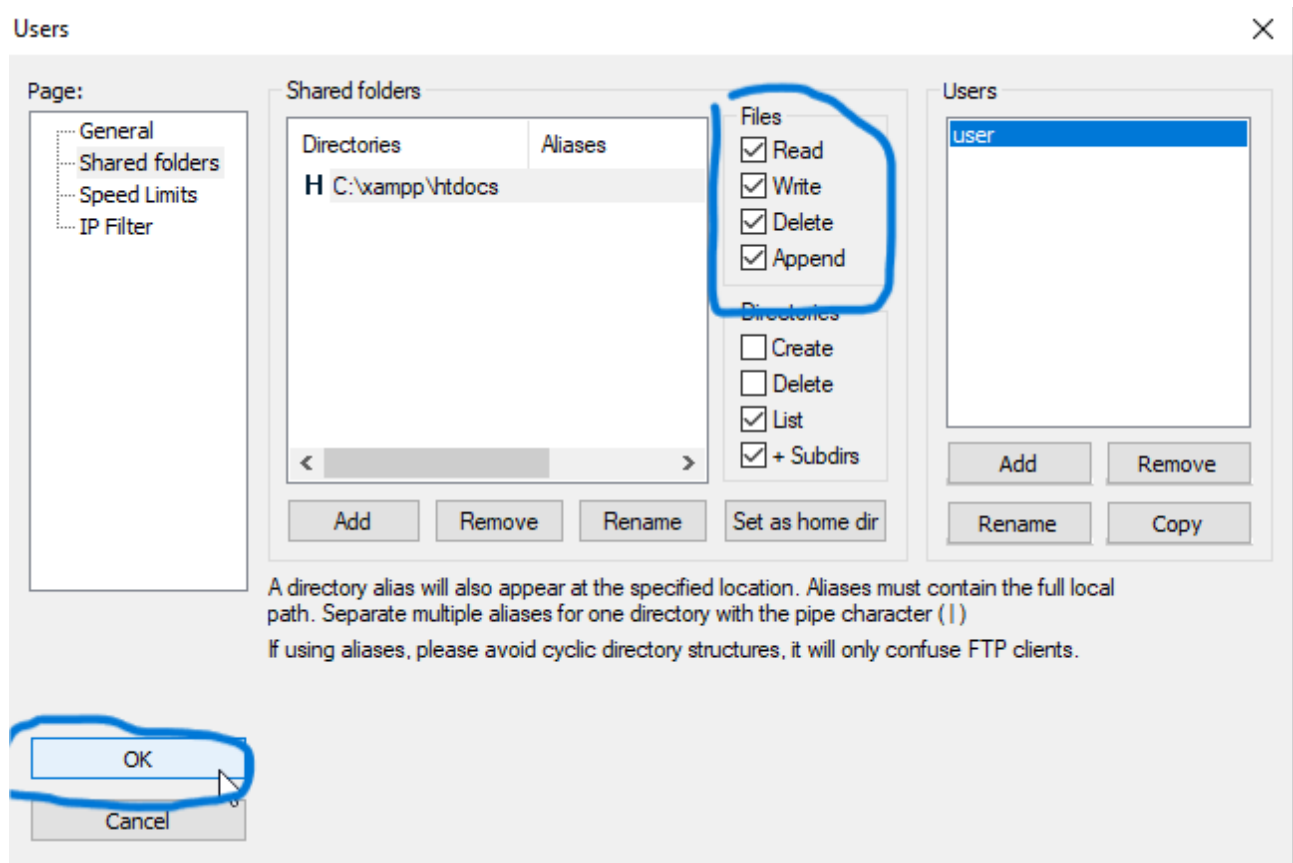 Users
Page:
General
Shared folders
Speed Limits
IP Filter
Shared folders
Directories Aliases
H C:\xampp\htdocs
Files
Read
Write
Delete
Append
Directories
Create
Delete
List
+ Subdirs
Add Remove Rename Set as home dir
Users
user
Add Remove
Rename Copy
A directory alias will also appear at the specified location. Aliases must contain the full local
path. Separate multiple aliases for one directory with the pipe character (|)
If using aliases, please avoid cyclic directory structures, it will only confuse FTP clients.
OK
Cancel